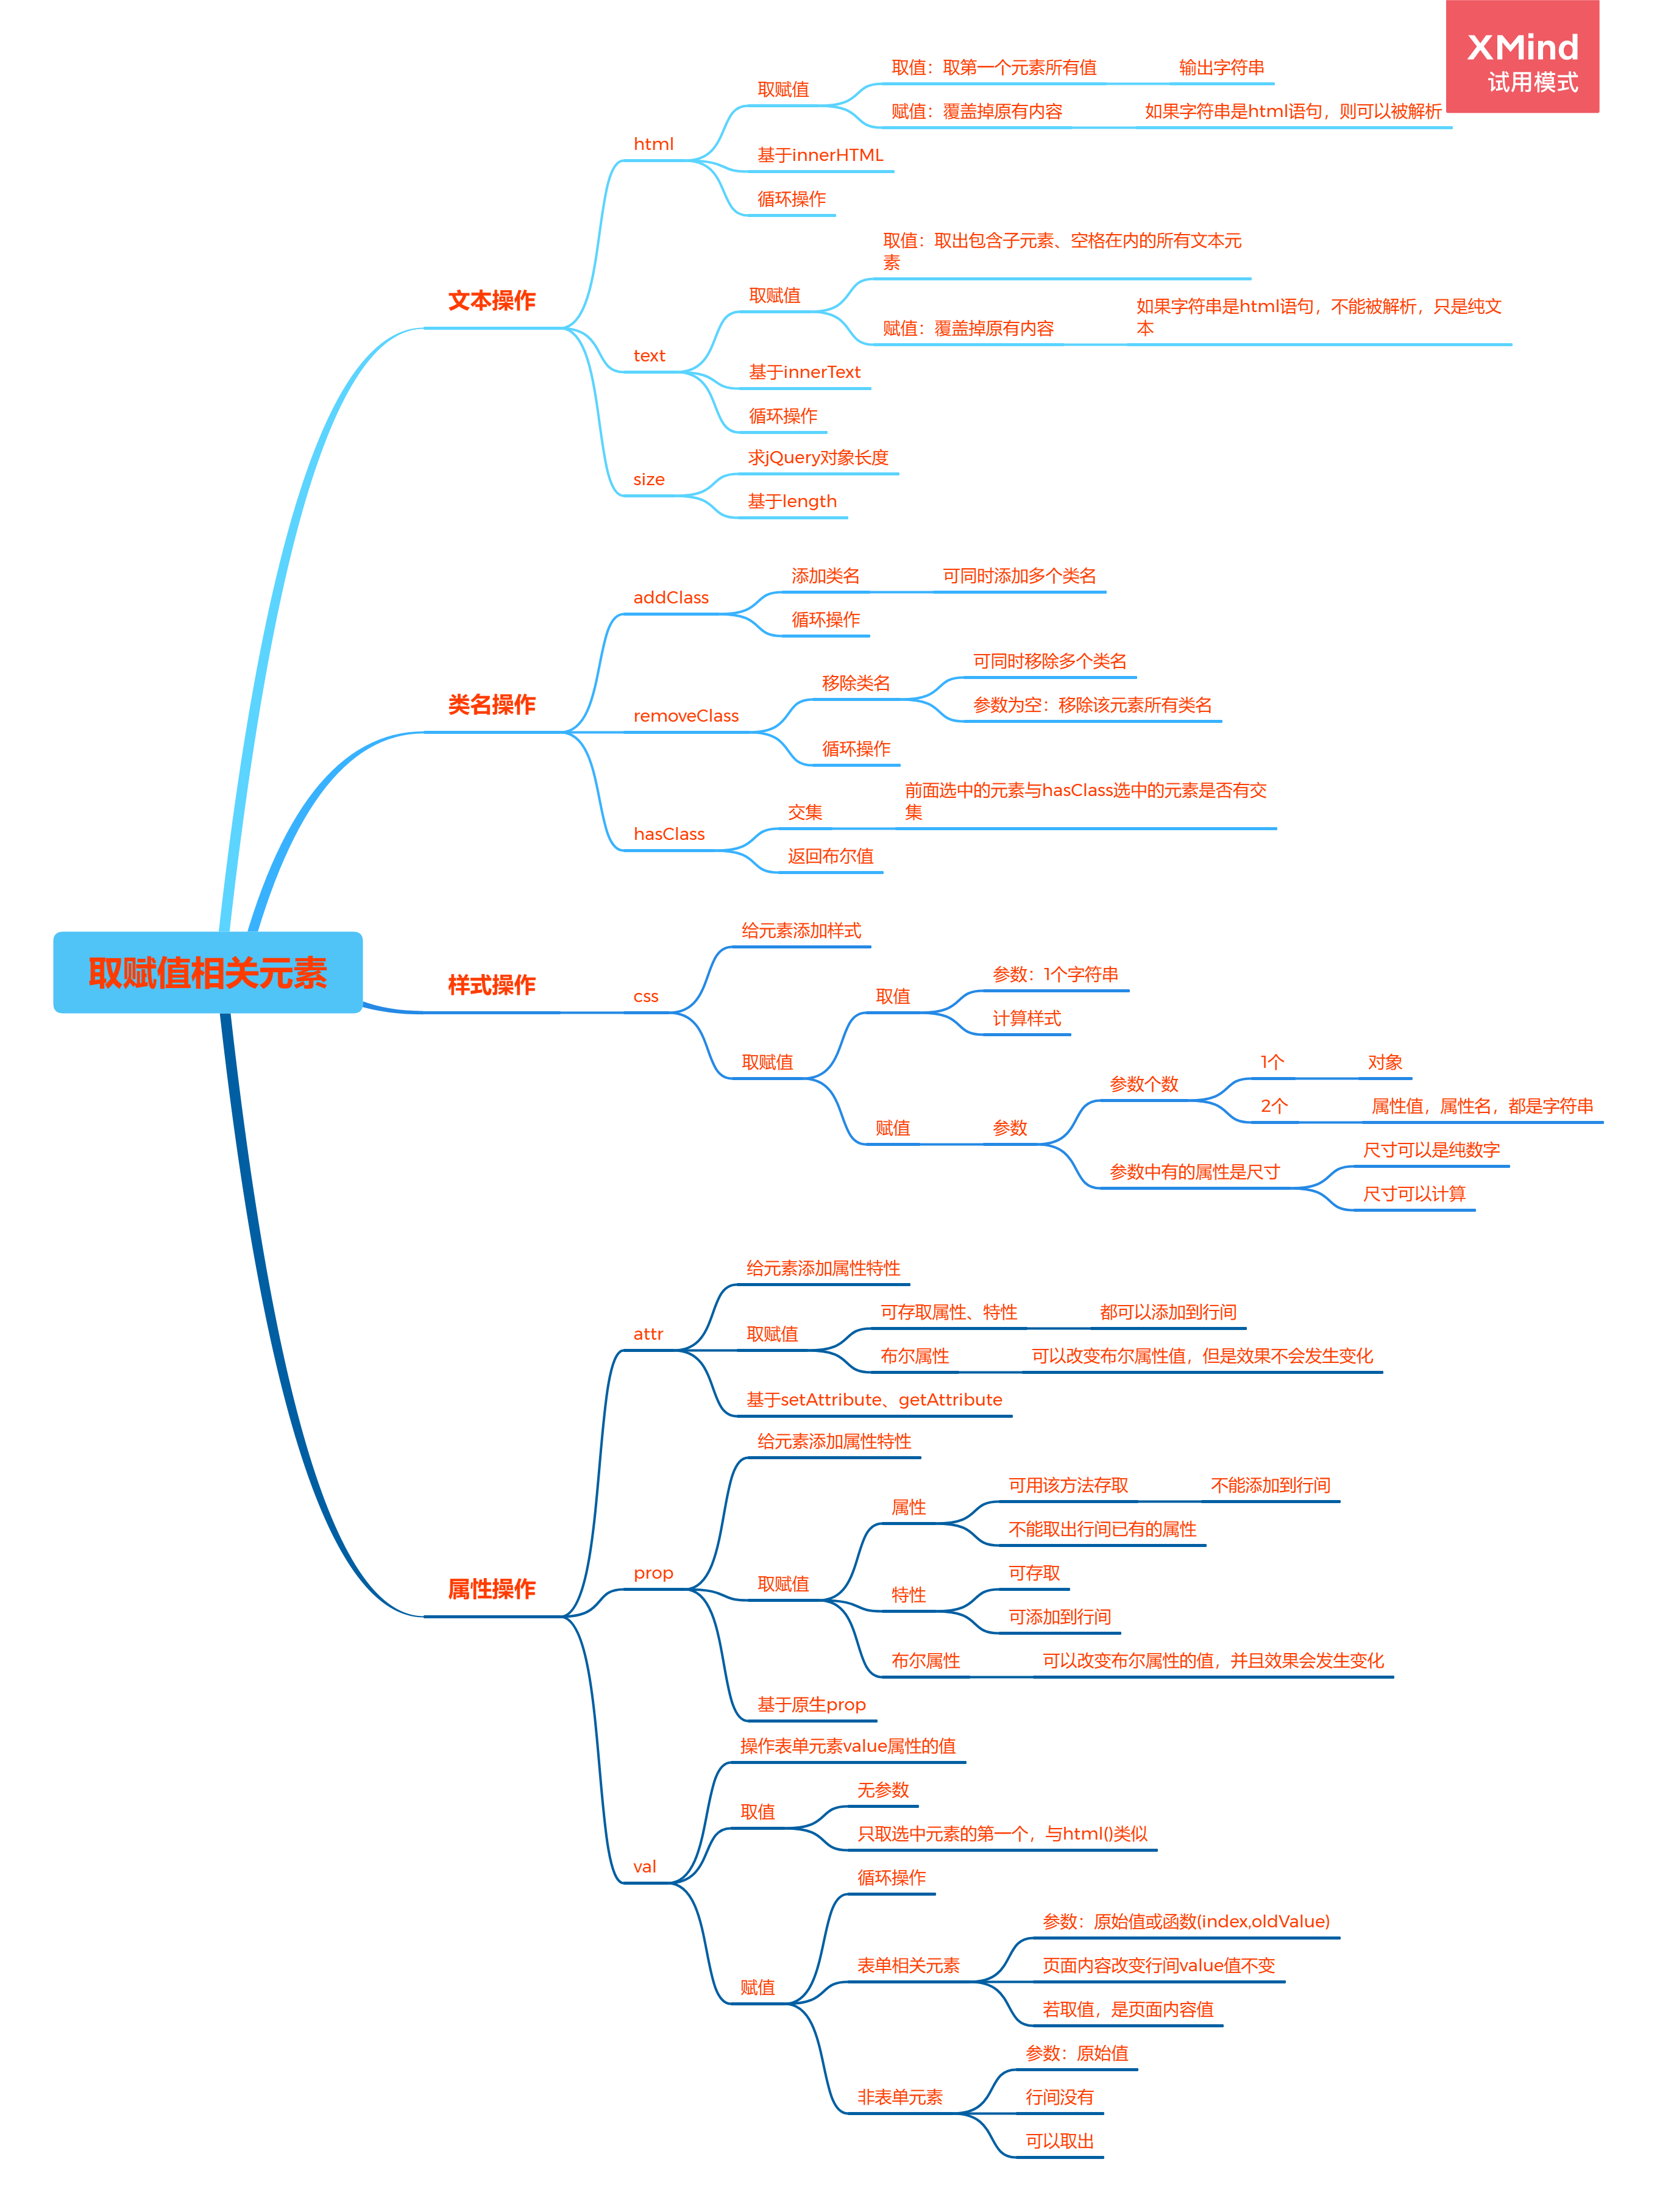 XMind
试用模式
取赋值相关元素
文本操作
html
取赋值
取值：取第一个元素所有值
输出字符串
赋值：覆盖掉原有内容
如果字符串是html语句，则可以被解析
基于innerHTML
循环操作
text
取赋值
取值：取出包含子元素、空格在内的所有文本元
素
赋值：覆盖掉原有内容
如果字符串是html语句，不能被解析，只是纯文
本
基于innerText
循环操作
size
求jQuery对象长度
基于length
类名操作
addClass
添加类名
可同时添加多个类名
循环操作
removeClass
移除类名
可同时移除多个类名
参数为空：移除该元素所有类名
循环操作
hasClass
交集
前面选中的元素与hasClass选中的元素是否有交
集
返回布尔值
样式操作
css
给元素添加样式
取赋值
取值
参数：1个字符串
计算样式
赋值
参数
参数个数
1个
对象
2个
属性值，属性名，都是字符串
参数中有的属性是尺寸
尺寸可以是纯数字
尺寸可以计算
属性操作
attr
给元素添加属性特性
取赋值
可存取属性、特性
都可以添加到行间
布尔属性
可以改变布尔属性值，但是效果不会发生变化
基于setAttribute、getAttribute
prop
给元素添加属性特性
取赋值
属性
可用该方法存取
不能添加到行间
不能取出行间已有的属性
特性
可存取
可添加到行间
布尔属性
可以改变布尔属性的值，并且效果会发生变化
基于原生prop
val
操作表单元素value属性的值
取值
无参数
只取选中元素的第一个，与html()类似
赋值
循环操作
表单相关元素
参数：原始值或函数(index,oldValue)
页面内容改变行间value值不变
若取值，是页面内容值
非表单元素
参数：原始值
行间没有
可以取出